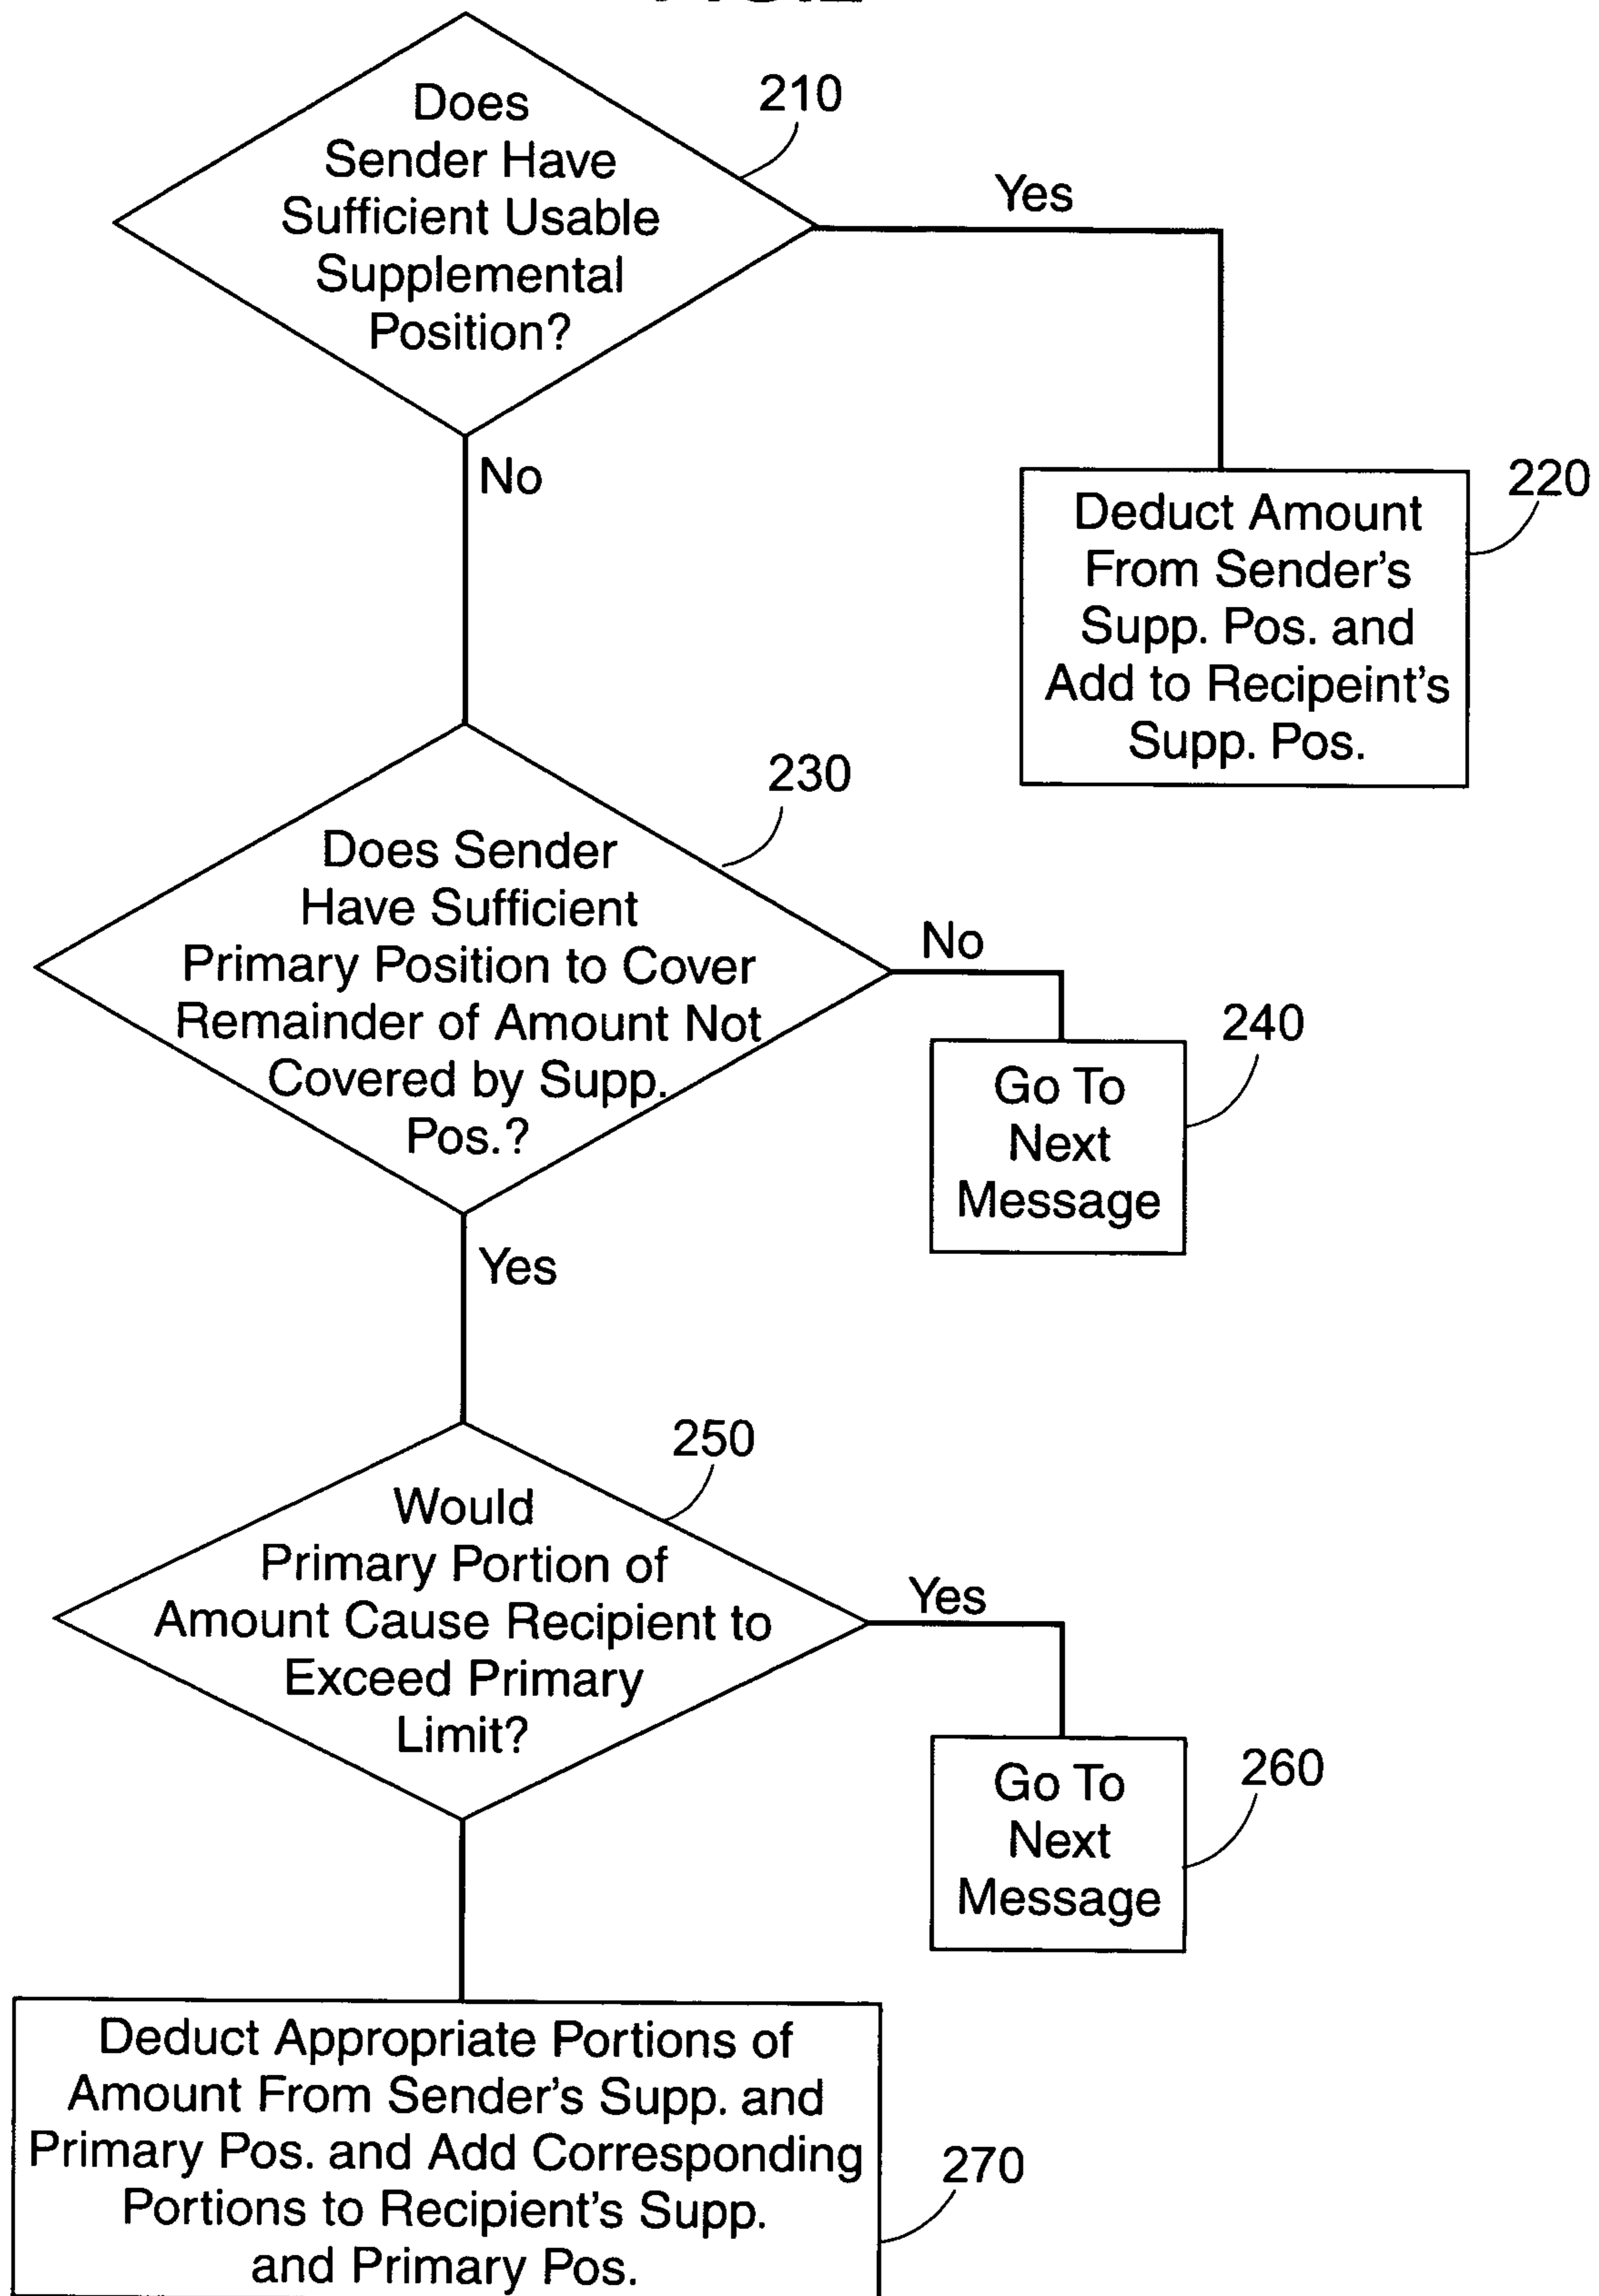 Does
Sender Have
Sufficient Usable
Supplemental
Position?
210
Yes
No
220
Deduct Amount
From Sender's
Supp. Pos. and
Add to Recipeint's
Supp. Pos.
230
Does Sender
Have Sufficient
Primary Position to Cover
Remainder of Amount Not
Covered by Supp.
Pos.?
No
240
Go To
Next
Message
Yes
250
Would
Primary Portion of
Amount Cause Recipient to
Exceed Primary
Limit?
Yes
260
Go To
Next
Message
Deduct Appropriate Portions of
Amount From Sender's Supp. and
Primary Pos. and Add Corresponding
Portions to Recipient's Supp.
and Primary Pos.
270